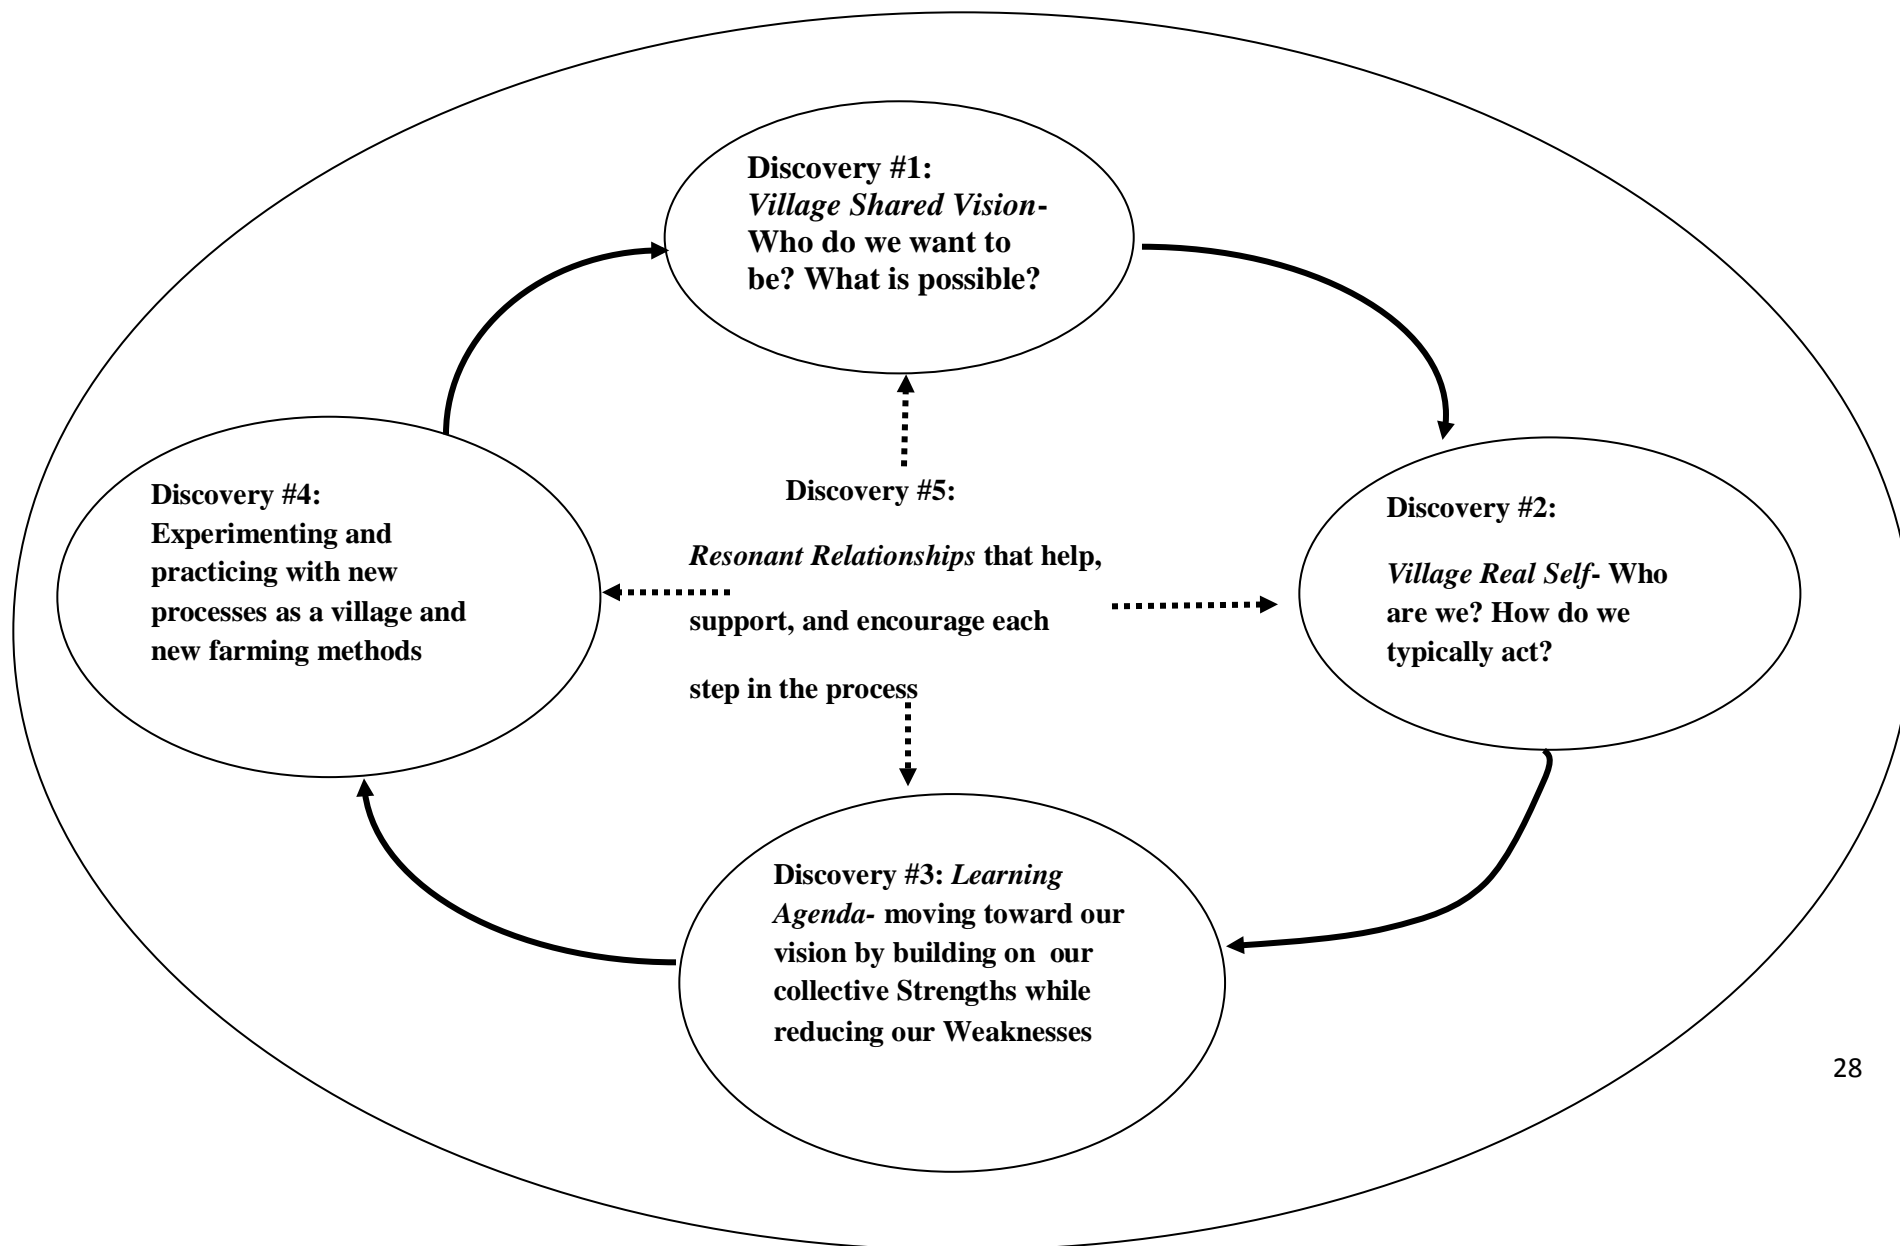 Discovery #1:
Village Shared Vision-
Who do we want to
be? What is possible?
Discovery #2:
Village Real Self- Who
are we? How do we
typically act?
Discovery #3: Learning
Agenda- moving toward our
vision by building on our
collective Strengths while
reducing our Weaknesses
Discovery #4:
Experimenting and
practicing with new
processes as a village and
new farming methods
Discovery #5:
Resonant Relationships that help,
support, and encourage each
step in the process
28